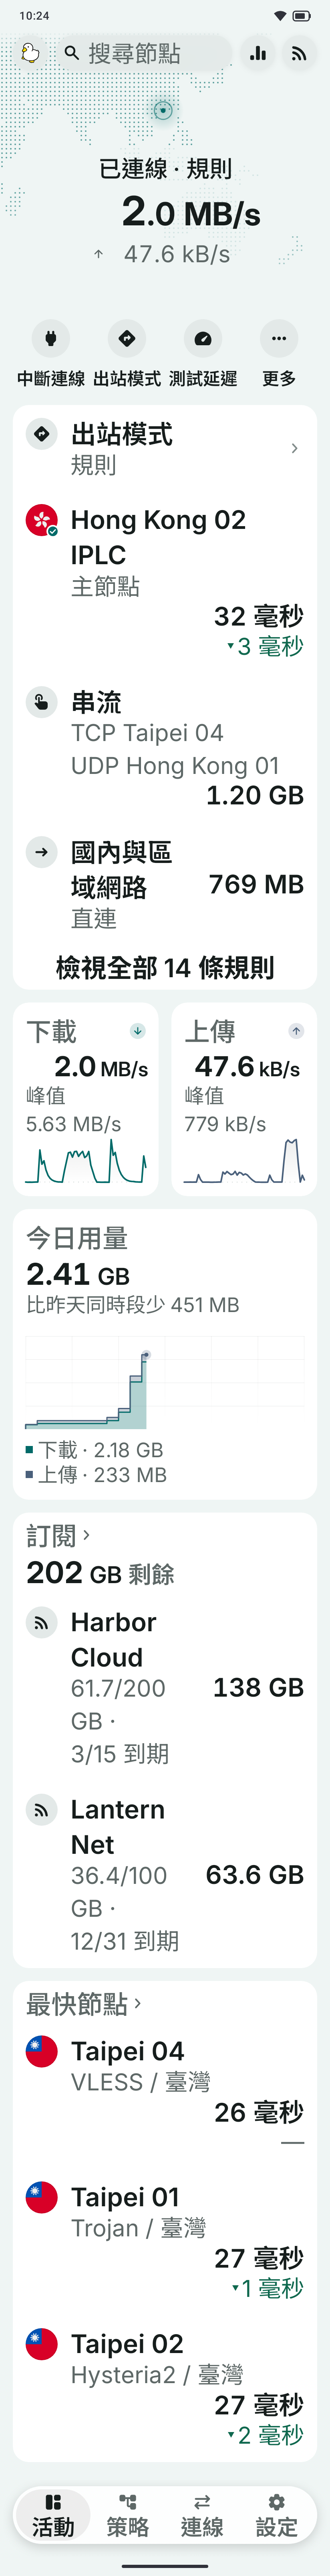 10:24
搜尋節點
已連線 · 規則
2.0 MB/s
↑ 47.6 kB/s
中斷連線 出站模式 測試延遲 更多
出站模式
規則
Hong Kong 02
IPLC
主節點
32 毫秒
▼3 毫秒
串流
TCP Taipei 04
UDP Hong Kong 01
1.20 GB
國內與區
域網路
769 MB
直連
檢視全部 14 條規則
下載
2.0 MB/s
峰值
5.63 MB/s
上傳
47.6 kB/s
峰值
779 kB/s
今日用量
2.41 GB
比昨天同時段少 451 MB
下載 · 2.18 GB
上傳 · 233 MB
訂閱
202 GB 剩餘
Harbor
Cloud
61.7/200
GB ·
3/15 到期
138 GB
Lantern
Net
36.4/100
GB ·
12/31 到期
63.6 GB
最快節點
Taipei 04
VLESS / 臺灣
26 毫秒
—
Taipei 01
Trojan / 臺灣
27 毫秒
▼1 毫秒
Taipei 02
Hysteria2 / 臺灣
27 毫秒
▼2 毫秒
活動 策略 連線 設定